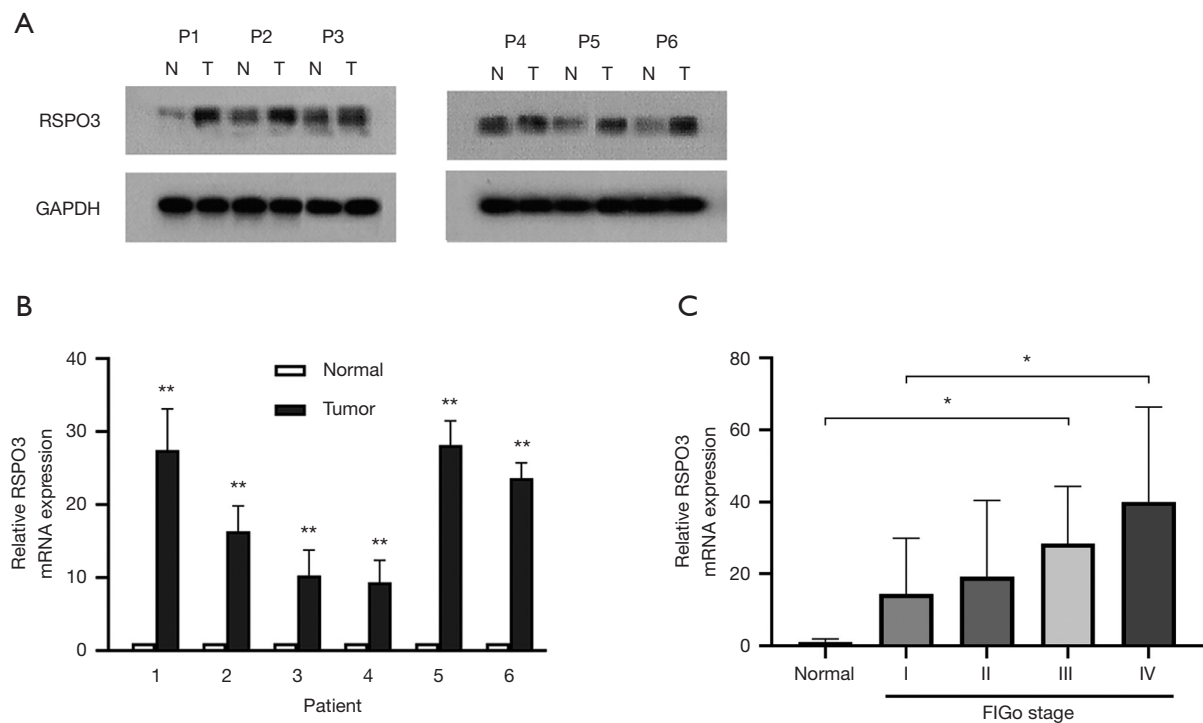 A
P1 P2 P3
N T N T N T
P4 P5 P6
N T N T N T
RSPO3
GAPDH
B
Relative RSPO3
mRNA expression
40
30
20
10
0
Normal
Tumor
** ** ** ** ** **
1 2 3 4 5 6
Patient
C
Relative RSPO3
mRNA expression
80
60
40
20
0
*
*
Normal I II III IV
FIGo stage